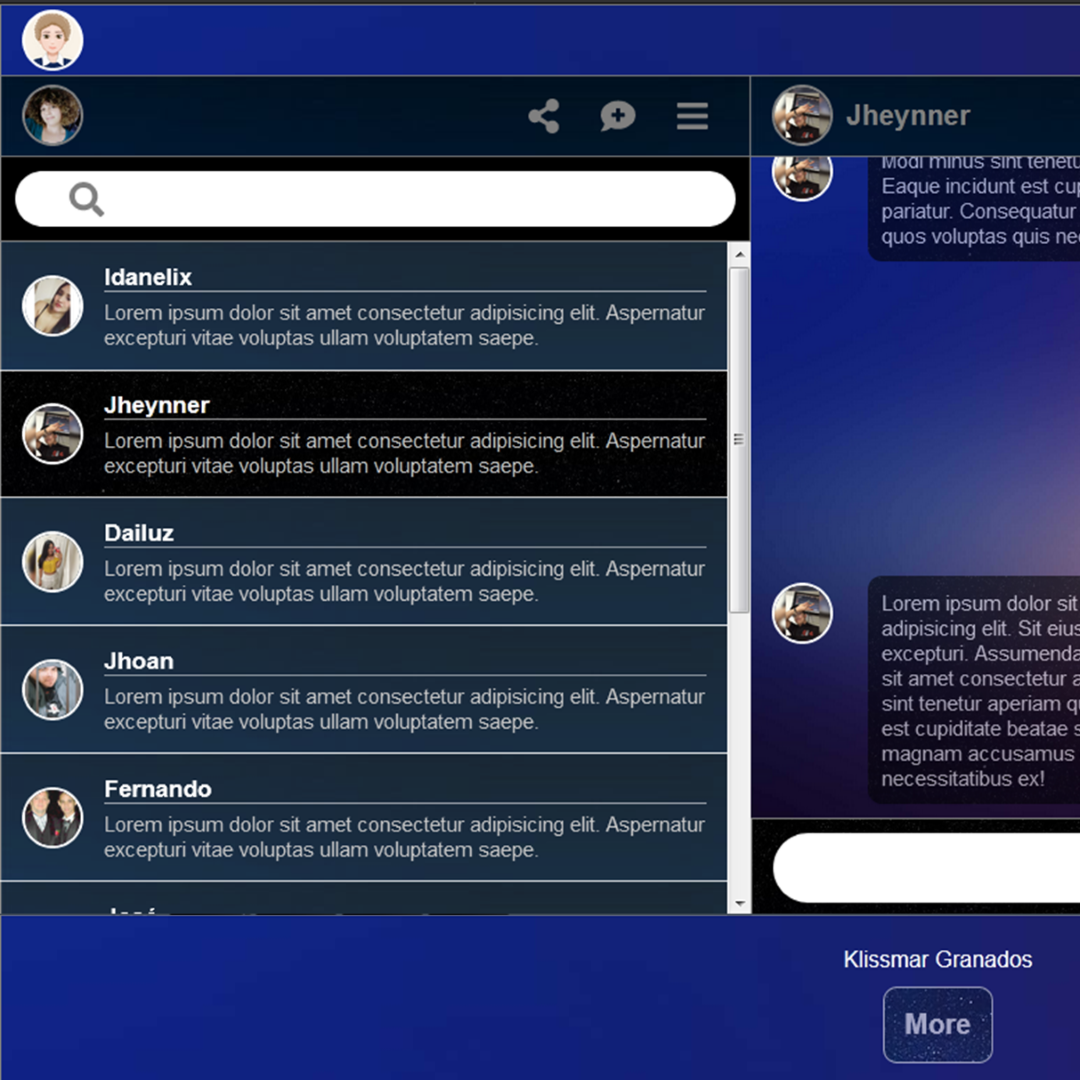 Jheynner
Modi minus sint tenetu
Eaque incidunt est cup
pariatur. Consequatur
quos voluptas quis nec
Idanelix
Lorem ipsum dolor sit amet consectetur adipisicing elit. Aspernatur
excepturi vitae voluptas ullam voluptatem saepe.
Jheynner
Lorem ipsum dolor sit amet consectetur adipisicing elit. Aspernatur
excepturi vitae voluptas ullam voluptatem saepe.
Dailuz
Lorem ipsum dolor sit amet consectetur adipisicing elit. Aspernatur
excepturi vitae voluptas ullam voluptatem saepe.
Jhoan
Lorem ipsum dolor sit amet consectetur adipisicing elit. Aspernatur
excepturi vitae voluptas ullam voluptatem saepe.
Fernando
Lorem ipsum dolor sit amet consectetur adipisicing elit. Aspernatur
excepturi vitae voluptas ullam voluptatem saepe.
Lorem ipsum dolor sit
adipisicing elit. Sit eius
excepturi. Assumenda
sit amet consectetur a
sint tenetur aperiam qu
est cupiditate beatae s
magnam accusamus
necessitatibus ex!
Klissmar Granados
More